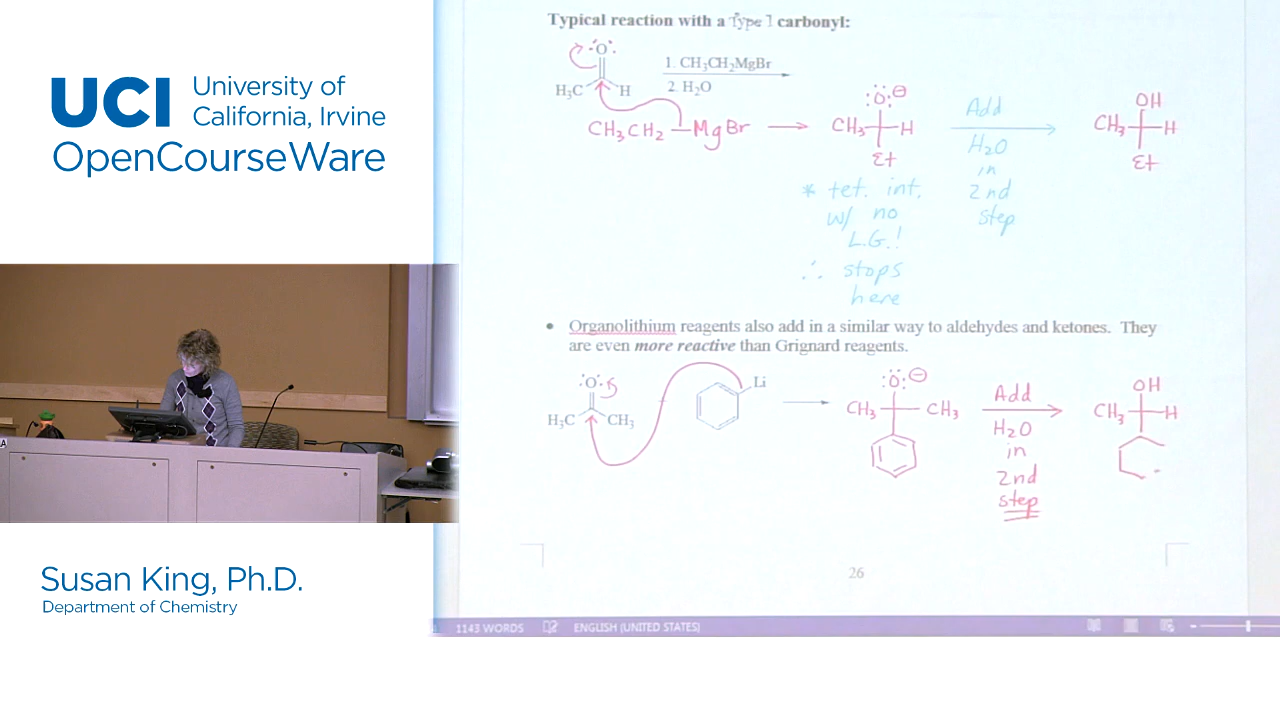 UCI University of California, Irvine
OpenCourseWare
Susan King, Ph.D.
Department of Chemistry
Typical reaction with a Type I carbonyl:
:O:
H₃C H
1. CH₃CH₂MgBr
2. H₂O
CH₃CH₂—MgBr
:O:⊖
CH₃ H
Et
Add
H₂O
in
2nd
step
OH
CH₃ H
Et
* tet. int.
w/ no
L.G.!
∴ stops
here
• Organolithium reagents also add in a similar way to aldehydes and ketones. They
are even more reactive than Grignard reagents.
:O:
H₃C CH₃
Li
:O:⊖
CH₃ CH₃
Add
H₂O
in
2nd
step
OH
CH₃ H
26
1143 WORDS ENGLISH (UNITED STATES)
A